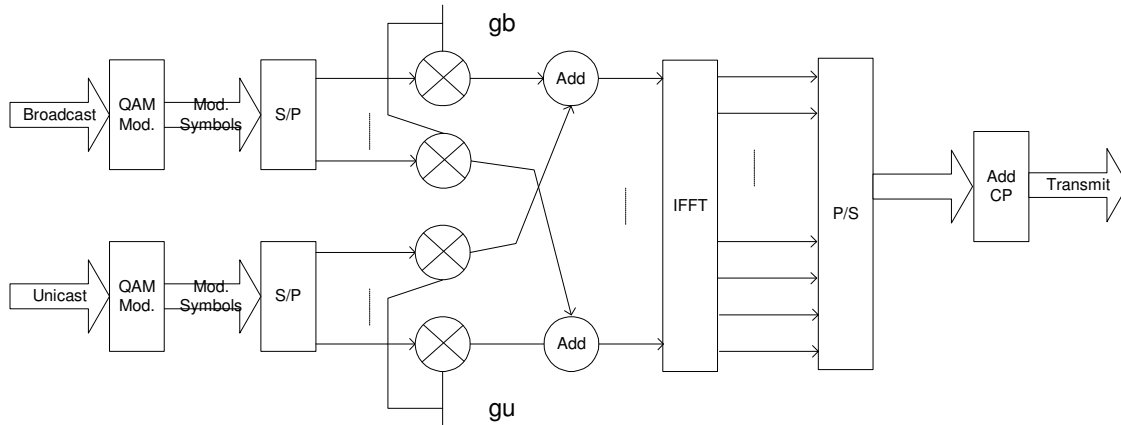 gb
Broadcast
QAM
Mod.
Mod.
Symbols
S/P
Add
IFFT
P/S
Add
CP
Transmit
Unicast
QAM
Mod.
Mod.
Symbols
S/P
Add
gu